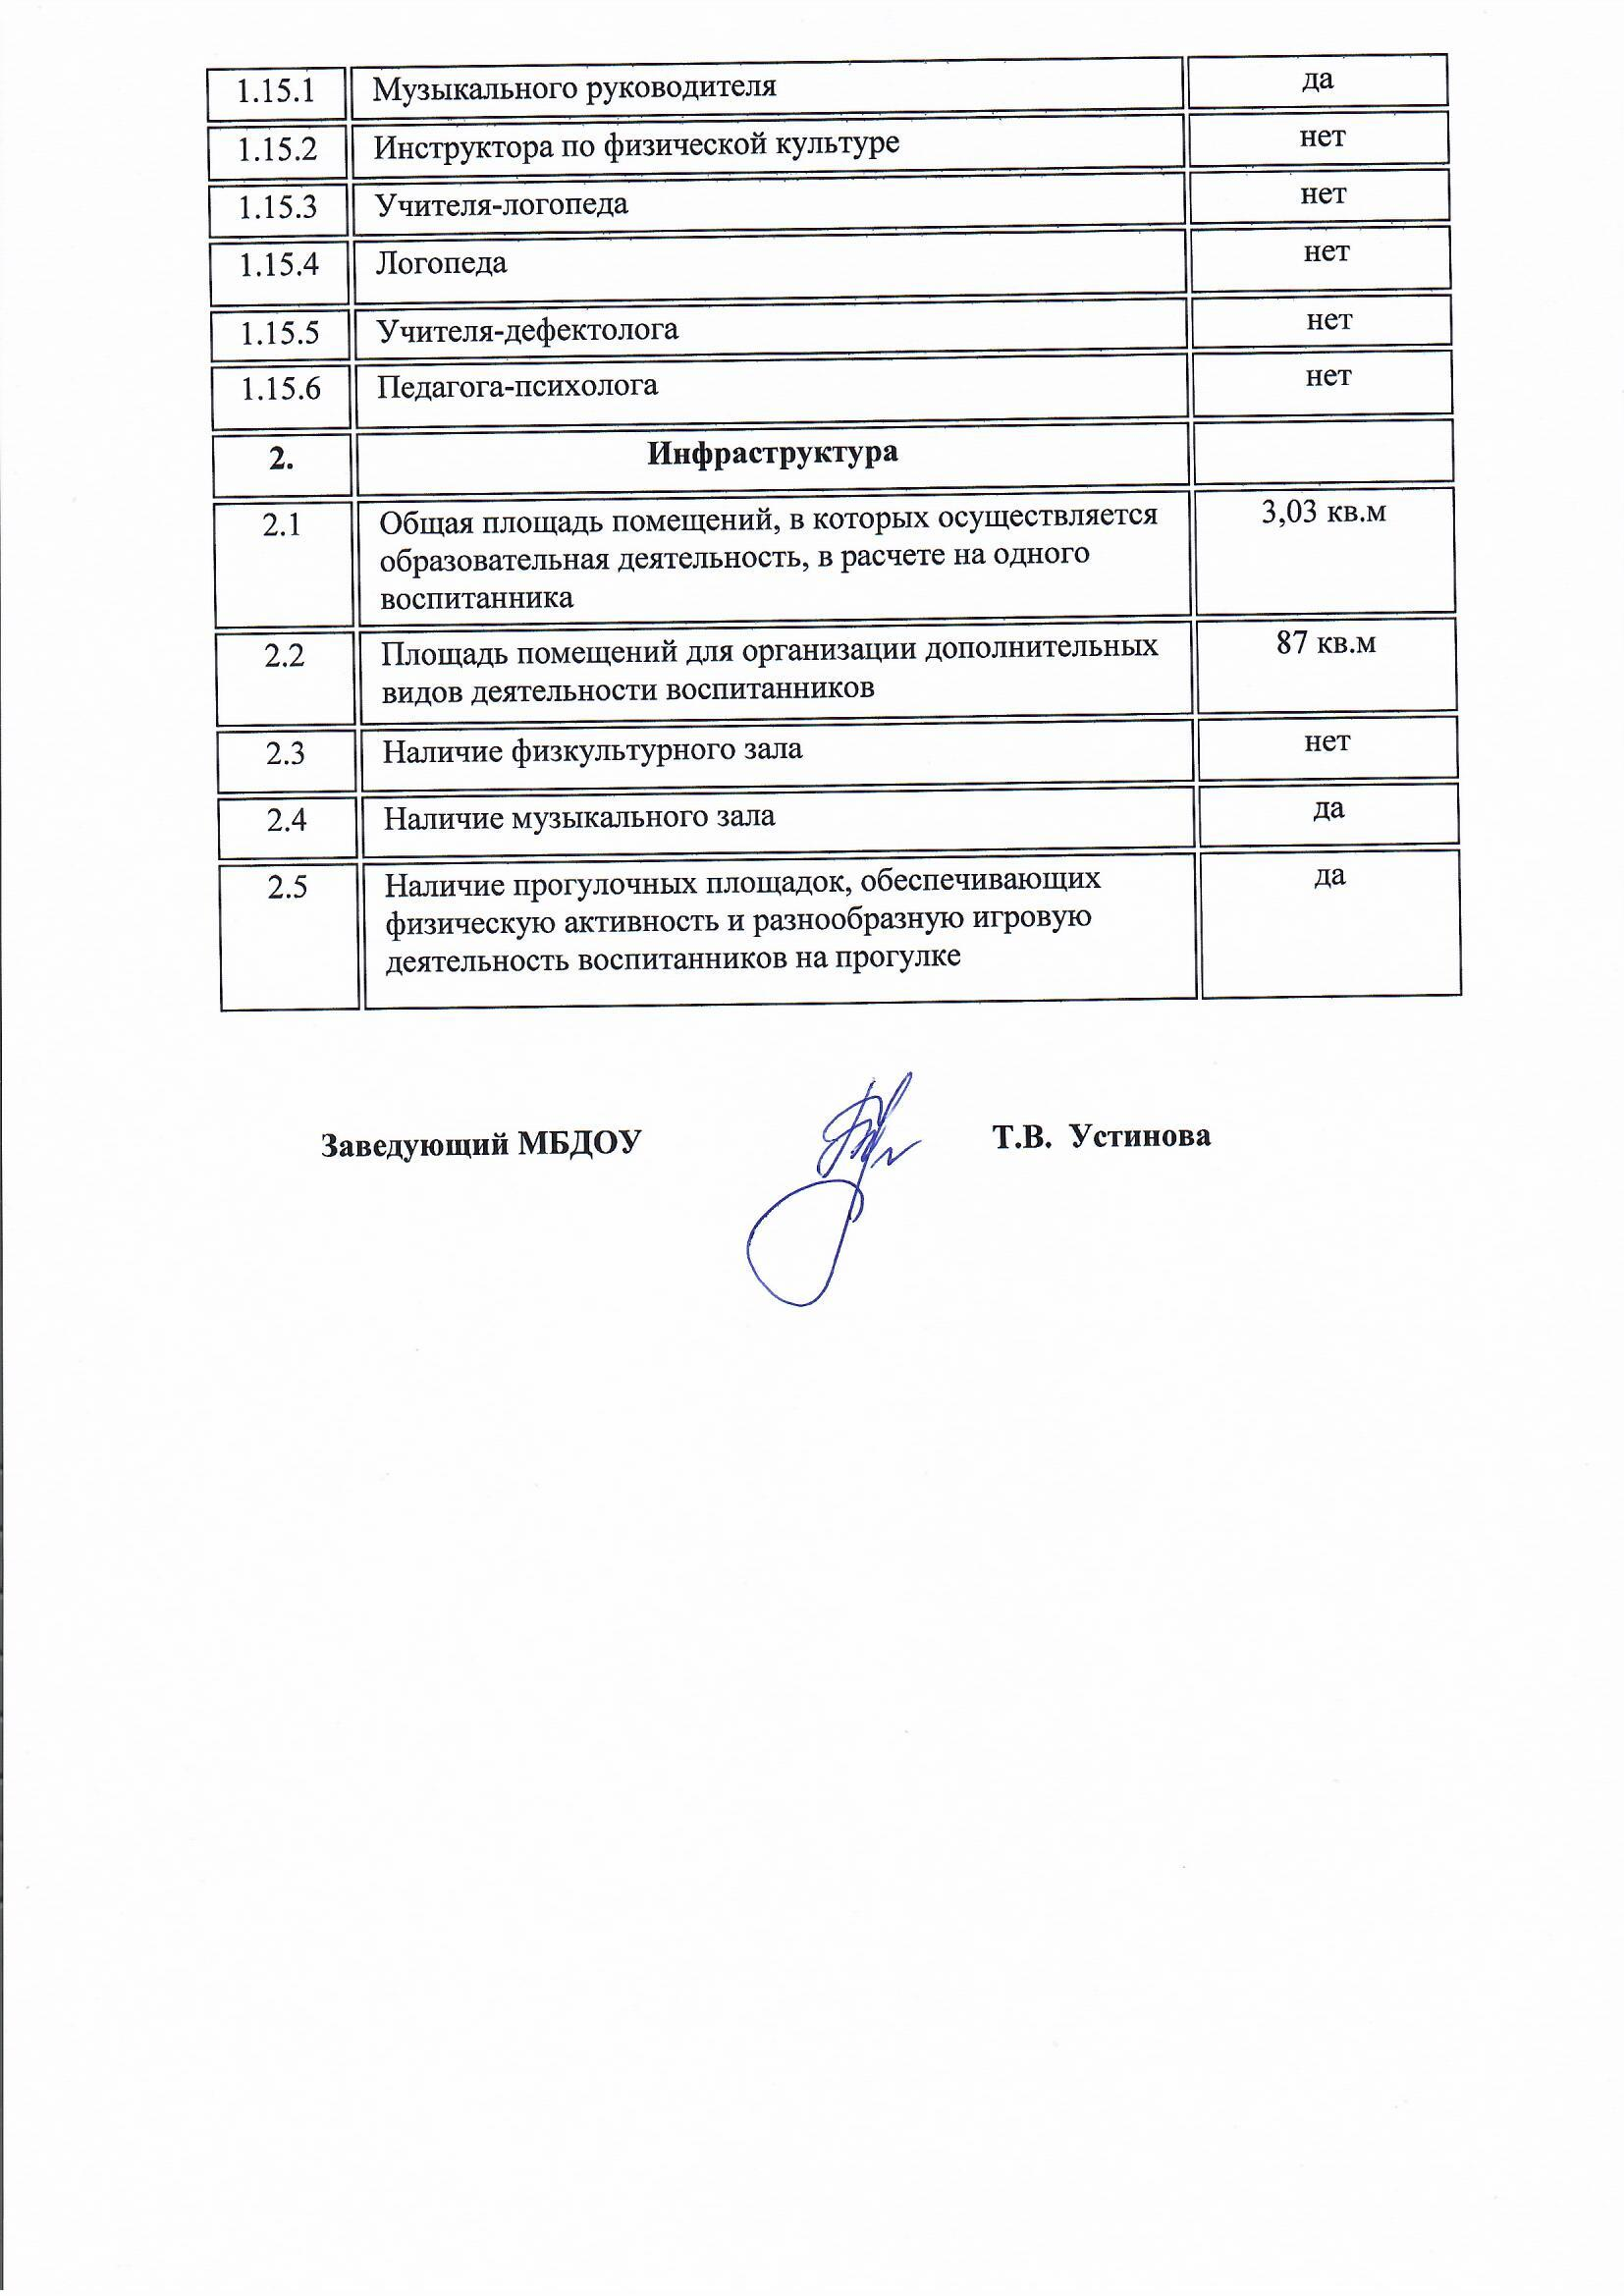 1.15.1 Музыкального руководителя да
1.15.2 Инструктора по физической культуре нет
1.15.3 Учителя-логопеда нет
1.15.4 Логопеда нет
1.15.5 Учителя-дефектолога нет
1.15.6 Педагога-психолога нет
2. Инфраструктура
2.1 Общая площадь помещений, в которых осуществляется 3,03 кв.м
образовательная деятельность, в расчете на одного
воспитанника
2.2 Площадь помещений для организации дополнительных 87 кв.м
видов деятельности воспитанников
2.3 Наличие физкультурного зала нет
2.4 Наличие музыкального зала да
2.5 Наличие прогулочных площадок, обеспечивающих да
физическую активность и разнообразную игровую
деятельность воспитанников на прогулке
Заведующий МБДОУ Т.В. Устинова